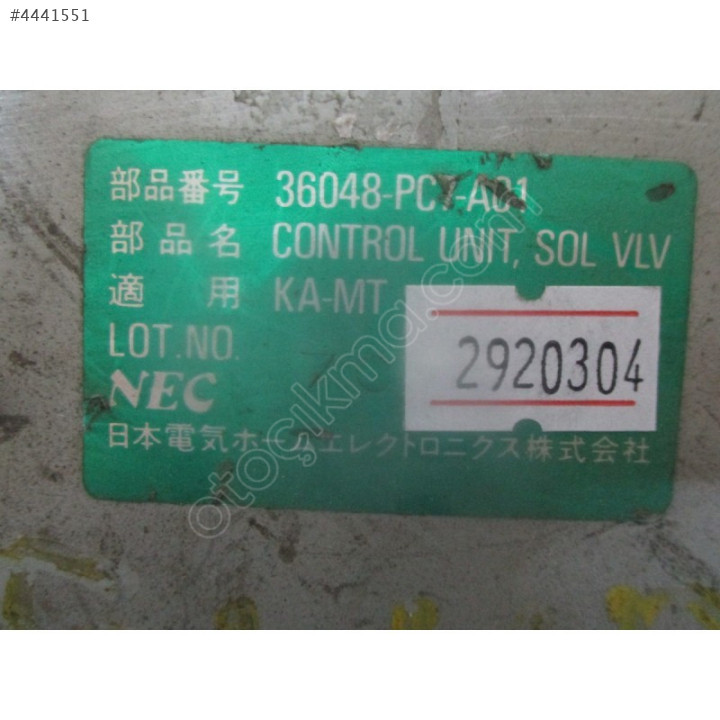 #4441551
部品番号 36048-PC7-A01
部品名 CONTROL UNIT, SOL VLV
適用 KA-MT
LOT.NO.
2920304
NEC
日本電気ホームエレクトロニクス株式会社
otoçıkma.com